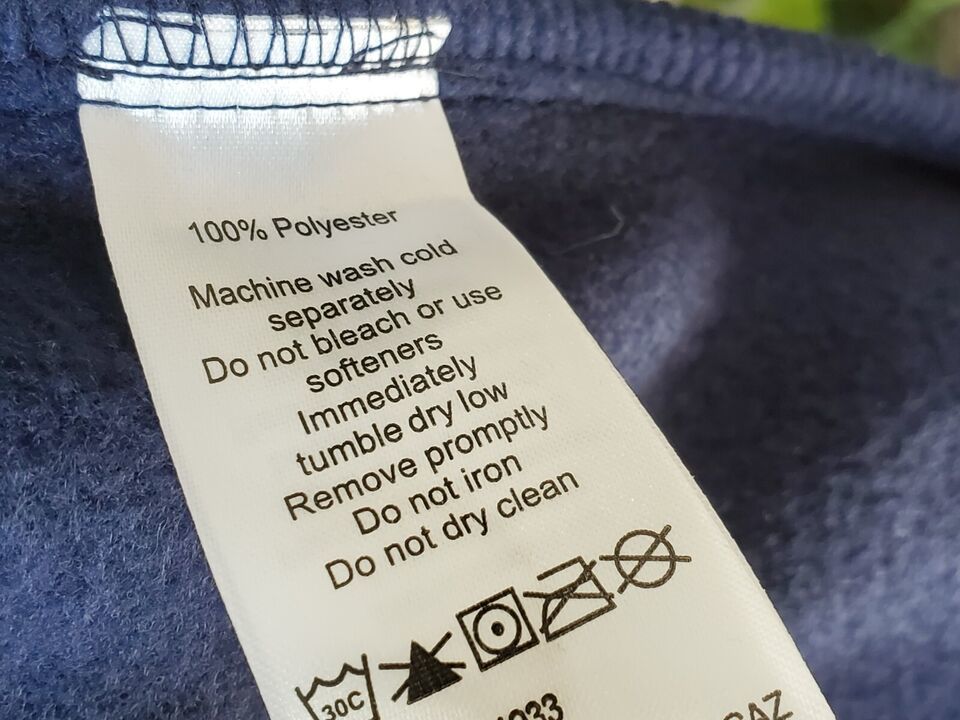 100% Polyester
Machine wash cold
separately
Do not bleach or use
softeners
Immediately
tumble dry low
Remove promptly
Do not iron
Do not dry clean
30C